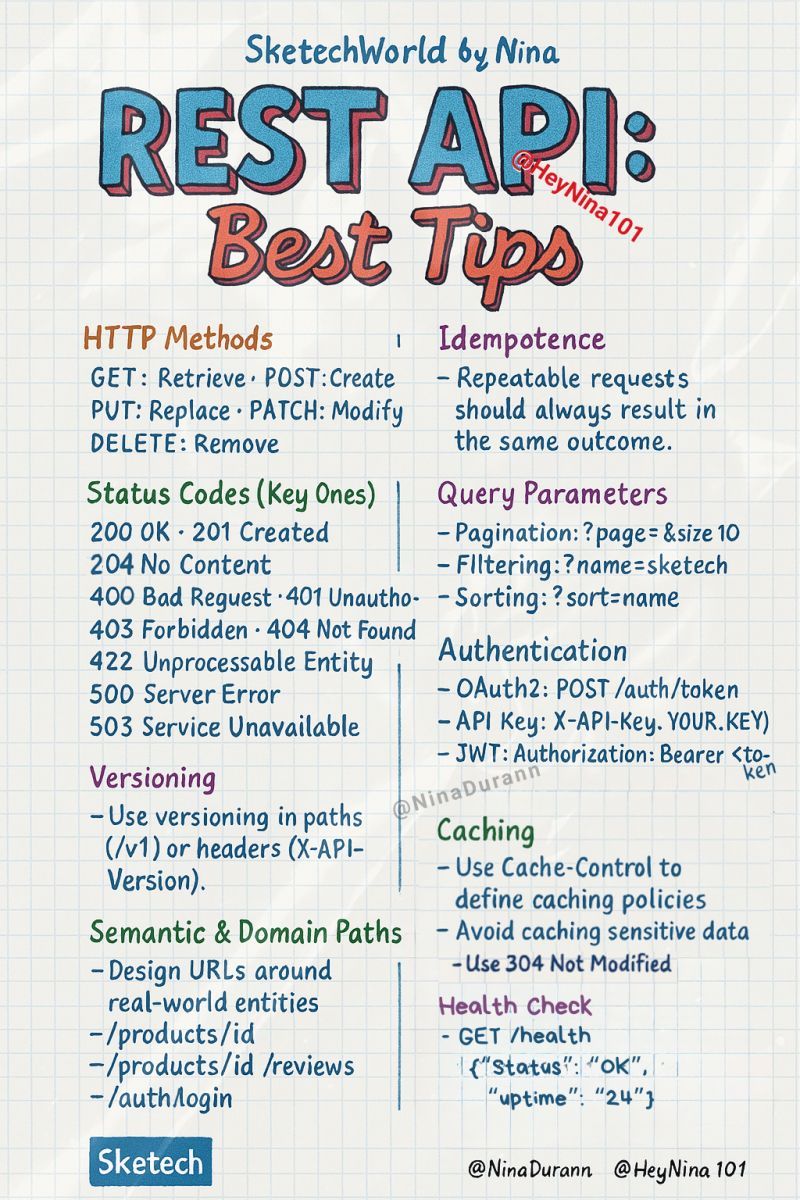 SketechWorld by Nina
REST API:
@HeyNina101
Best Tips
HTTP Methods
GET: Retrieve · POST: Create
PUT: Replace · PATCH: Modify
DELETE: Remove
Status Codes (Key Ones)
200 OK · 201 Created
204 No Content
400 Bad Reguest · 401 Unautho-
403 Forbidden · 404 Not Found
422 Unprocessable Entity
500 Server Error
503 Service Unavailable
Versioning
– Use versioning in paths
(/v1) or headers (X-API-
Version).
Semantic & Domain Paths
– Design URLs around
real-world entities
– /products/id
– /products/id /reviews
– /auth/login
Idempotence
– Repeatable requests
should always result in
the same outcome.
Query Parameters
– Pagination: ?page= &size 10
– FIltering: ?name=sketech
– Sorting: ? sort=name
Authentication
– OAuth2: POST /auth/token
– API Key: X-API-Key. YOUR.KEY)
– JWT: Authorization: Bearer <to-
ken
@NinaDurann
Caching
– Use Cache-Control to
define caching policies
– Avoid caching sensitive data
– Use 304 Not Modified
Health Check
- GET /health
{"Status": "OK",
"uptime": "24"}
Sketech
@NinaDurann @HeyNina 101